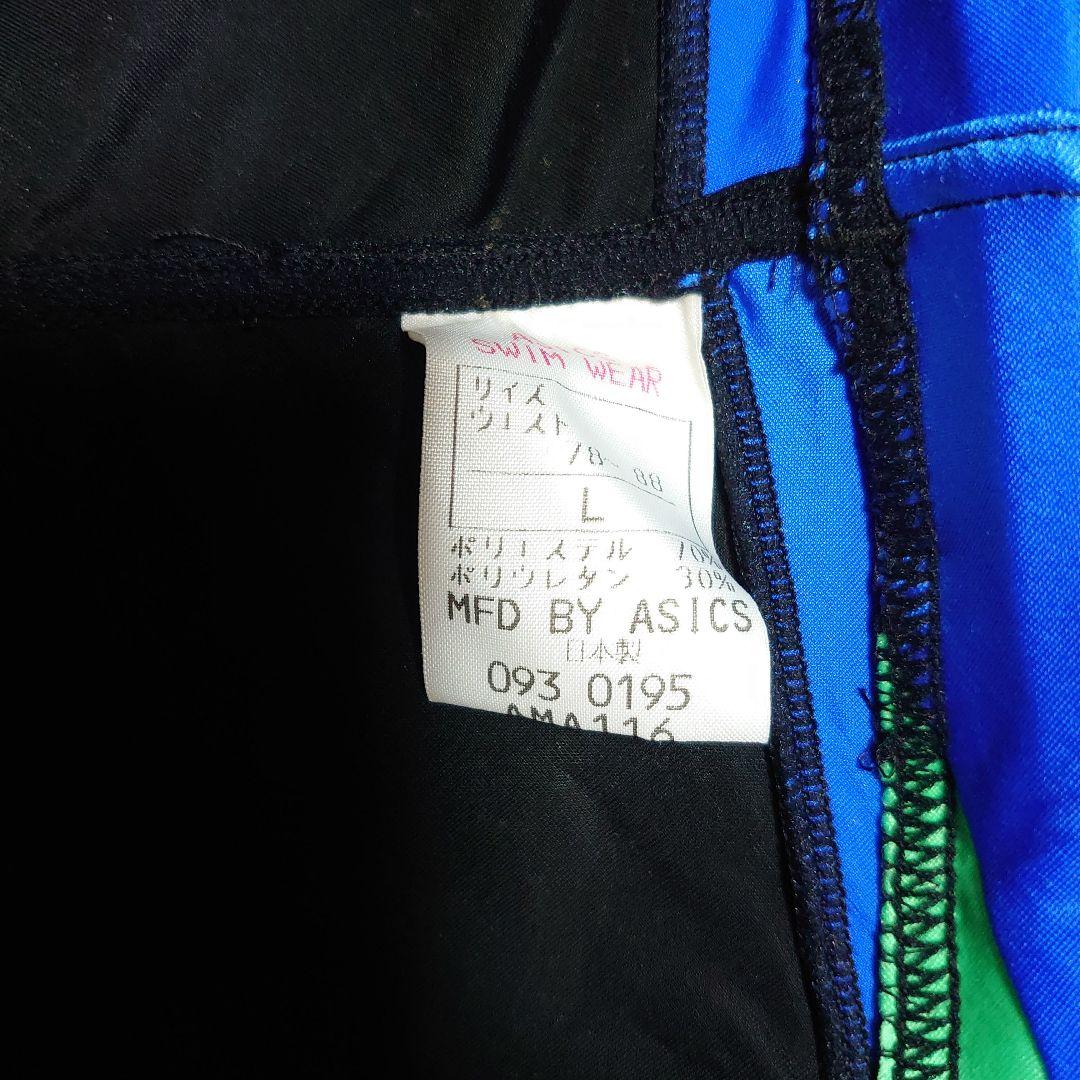 SWIM WEAR
サイズ
ウエスト
78~88
L
ポリエステル 70%
ポリウレタン 30%
MFD BY ASICS
日本製
093 0195
AMA116